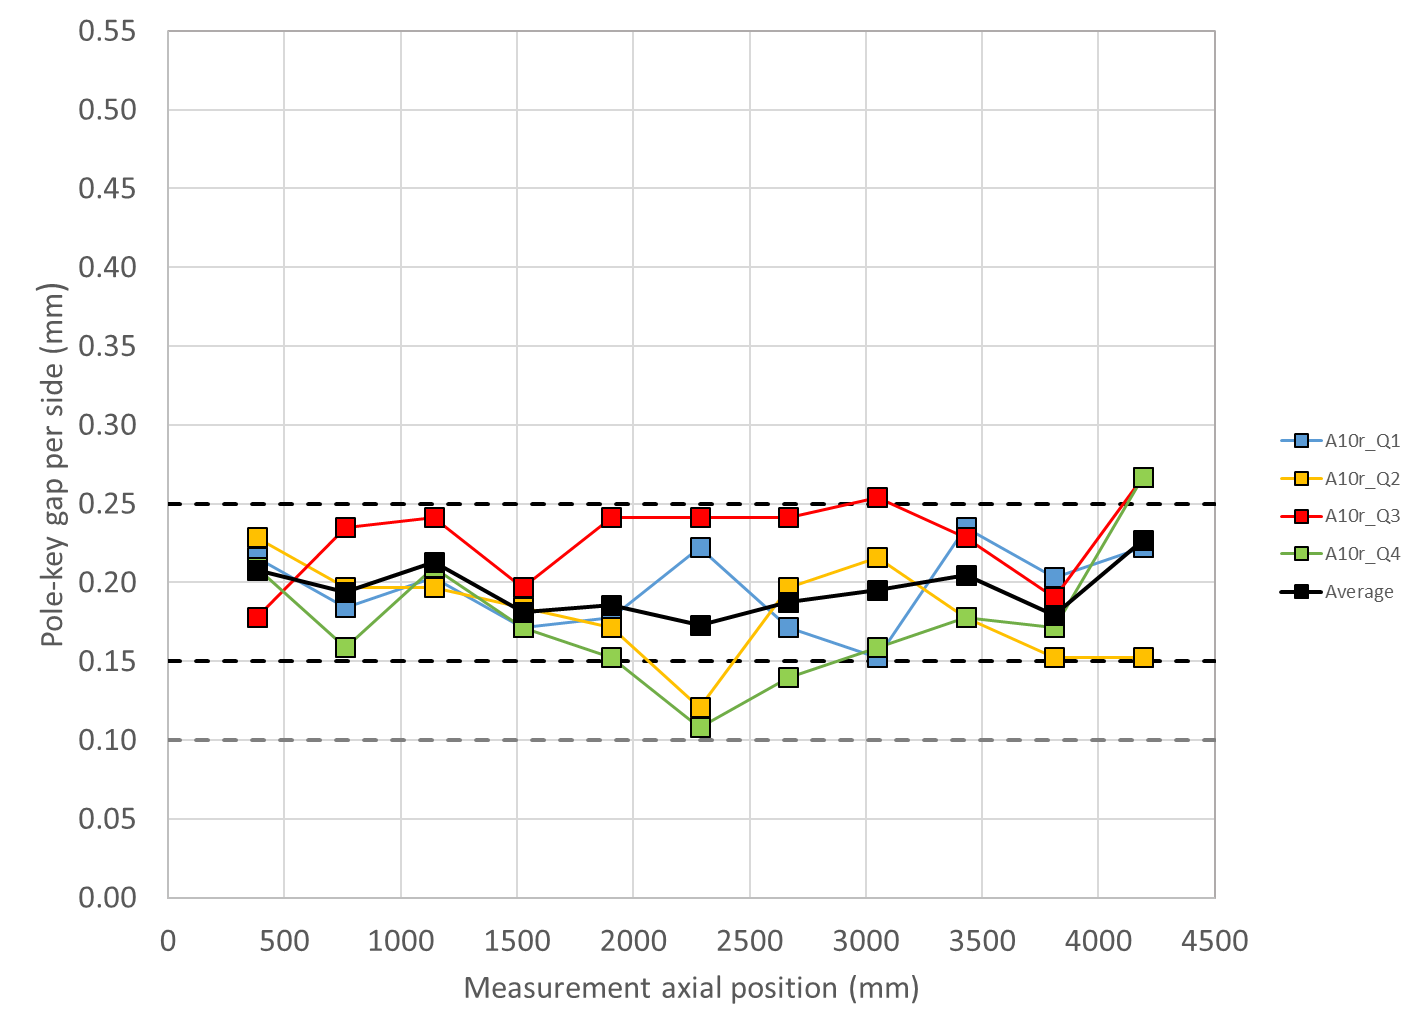 0.55
0.50
0.45
0.40
0.35
0.30
0.25
0.20
0.15
0.10
0.05
0.00
Pole-key gap per side (mm)
0 500 1000 1500 2000 2500 3000 3500 4000 4500
Measurement axial position (mm)
A10r_Q1
A10r_Q2
A10r_Q3
A10r_Q4
Average